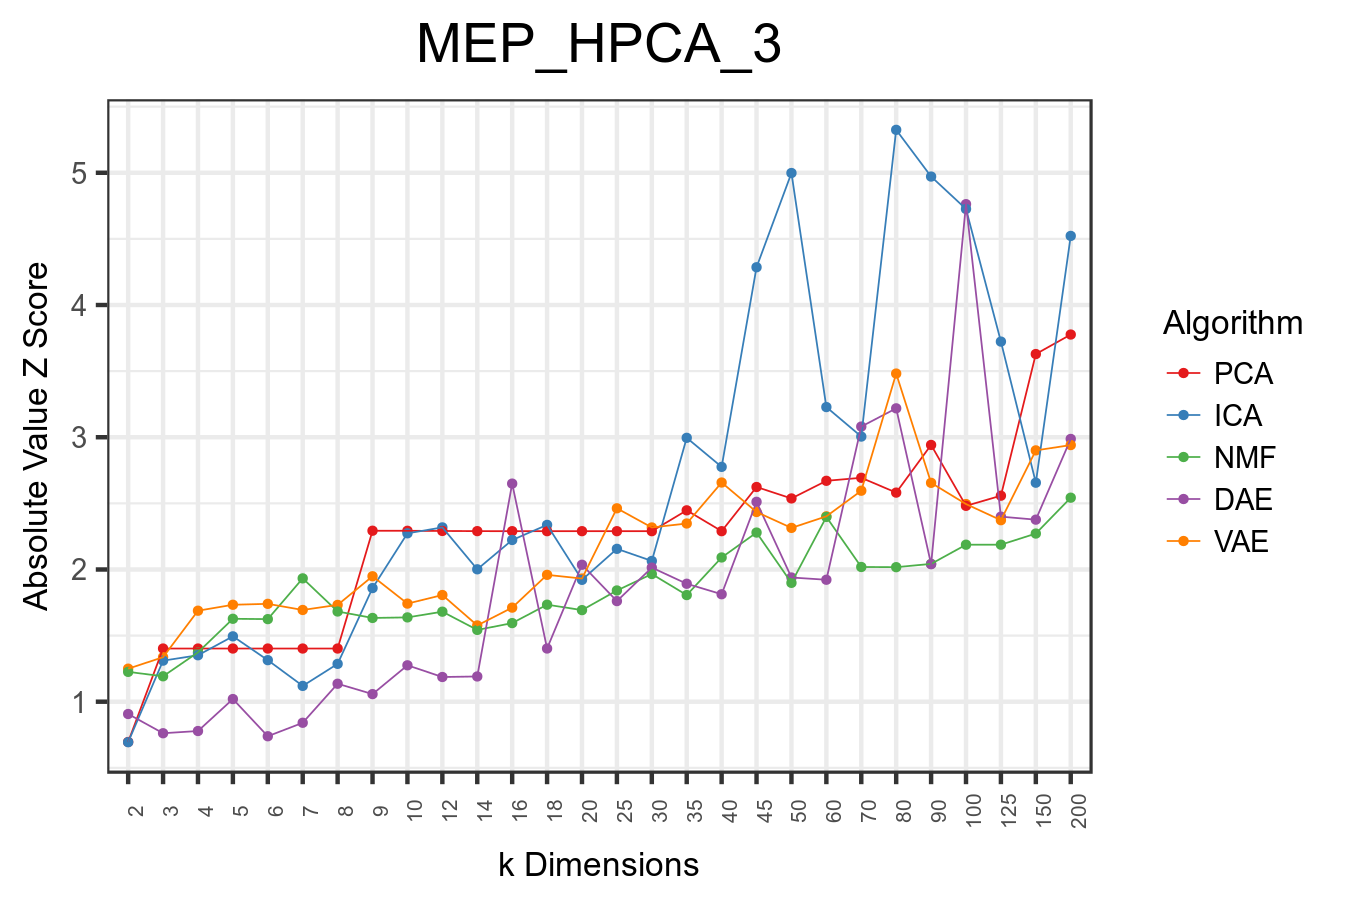 MEP_HPCA_3
Absolute Value Z Score
5
4
3
2
1
2 3 4 5 6 7 8 9 10 12 14 16 18 20 25 30 35 40 45 50 60 70 80 90 100 125 150 200
k Dimensions
Algorithm
PCA
ICA
NMF
DAE
VAE